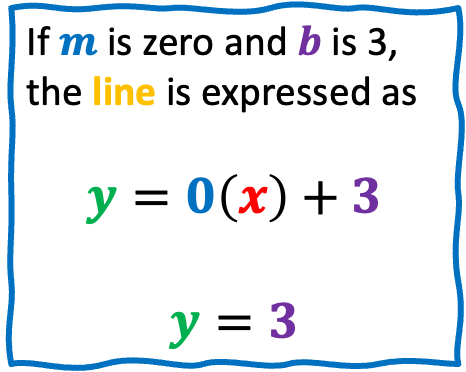 If m is zero and b is 3,
the line is expressed as
y = 0(x) + 3
y = 3